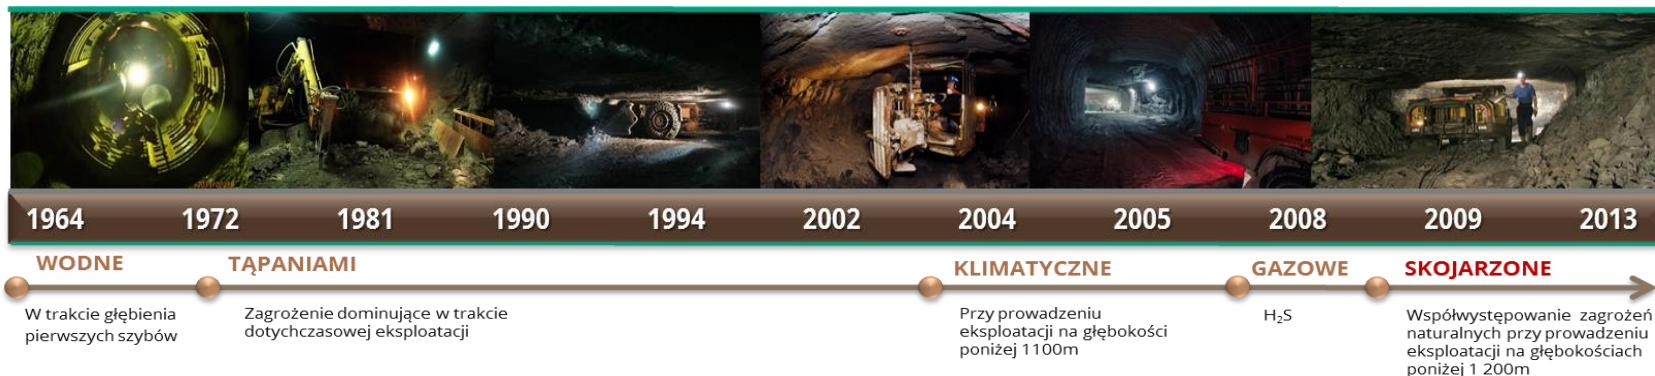 1964 1972 1981 1990 1994 2002 2004 2005 2008 2009 2013
WODNE
W trakcie głębienia
pierwszych szybów
TĄPANIAMI
Zagrożenie dominujące w trakcie
dotychczasowej eksploatacji
KLIMATYCZNE
Przy prowadzeniu
eksploatacji na głębokości
poniżej 1100m
GAZOWE
H₂S
SKOJARZONE
Współwystępowanie zagrożeń
naturalnych przy prowadzeniu
eksploatacji na głębokościach
poniżej 1 200m